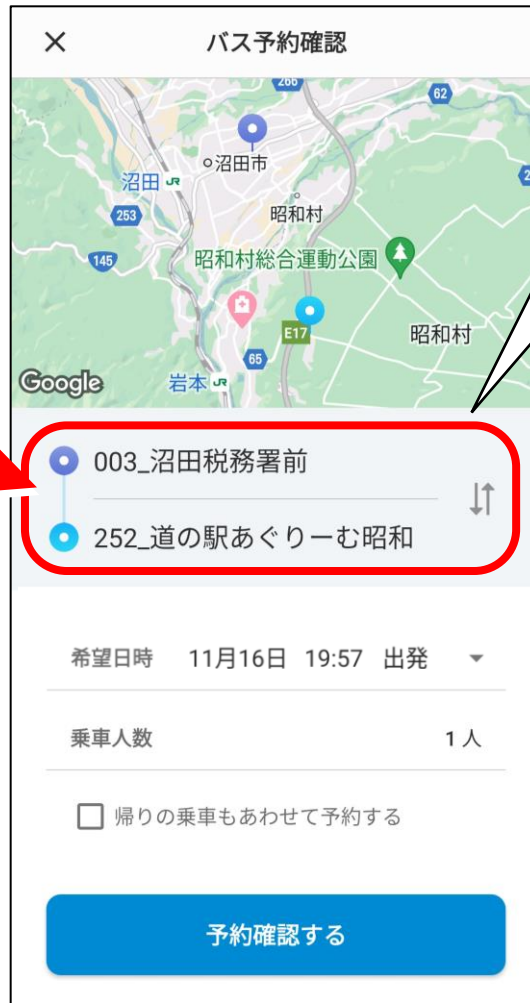 バス予約確認
266
62
沼田市
沼田 JR
253
昭和村
145
昭和村総合運動公園
E17
昭和村
65
Google
岩本 JR
003_沼田税務署前
252_道の駅あぐりーむ昭和
希望日時 11月16日 19:57 出発
乗車人数 1人
帰りの乗車もあわせて予約する
予約確認する